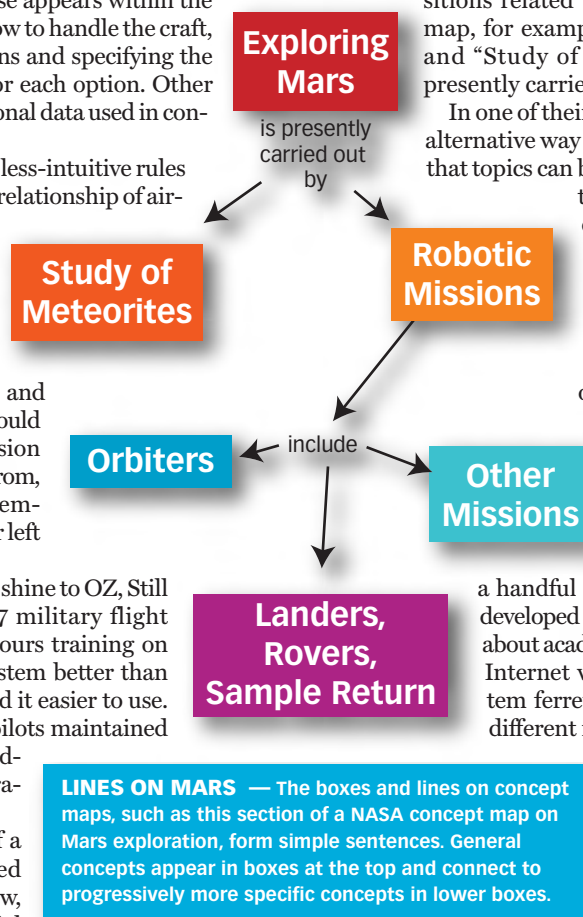 se appears within the
ow to handle the craft,
ns and specifying the
or each option. Other
onal data used in con-
less-intuitive rules
relationship of air-
sitions related
map, for examp
and “Study of
presently carrie
In one of their
alternative way
that topics can b
t
Exploring
Mars
is presently
carried out
by
Study of
Meteorites
Robotic
Missions
include
Orbiters
Other
Missions
Landers,
Rovers,
Sample Return
and
ould
sion
rom,
em-
r left
shine to OZ, Still
7 military flight
ours training on
stem better than
d it easier to use.
pilots maintained
d-
ra-
f a
ed
w,
a handful
developed
about acad
Internet v
tem ferre
different
LINES ON MARS — The boxes and lines on concept
maps, such as this section of a NASA concept map on
Mars exploration, form simple sentences. General
concepts appear in boxes at the top and connect to
progressively more specific concepts in lower boxes.